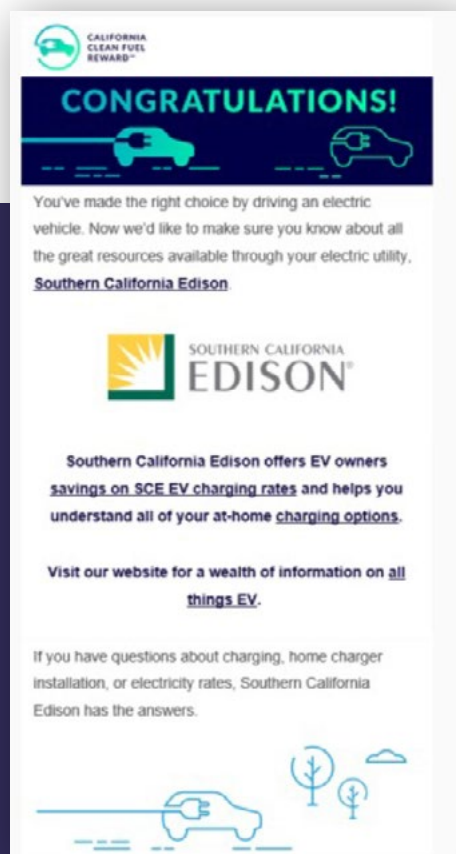 CALIFORNIA
CLEAN FUEL
REWARD™
CONGRATULATIONS!
You've made the right choice by driving an electric
vehicle. Now we'd like to make sure you know about all
the great resources available through your electric utility,
Southern California Edison.
SOUTHERN CALIFORNIA
EDISON®
Southern California Edison offers EV owners
savings on SCE EV charging rates and helps you
understand all of your at-home charging options.
Visit our website for a wealth of information on all
things EV.
If you have questions about charging, home charger
installation, or electricity rates, Southern California
Edison has the answers.